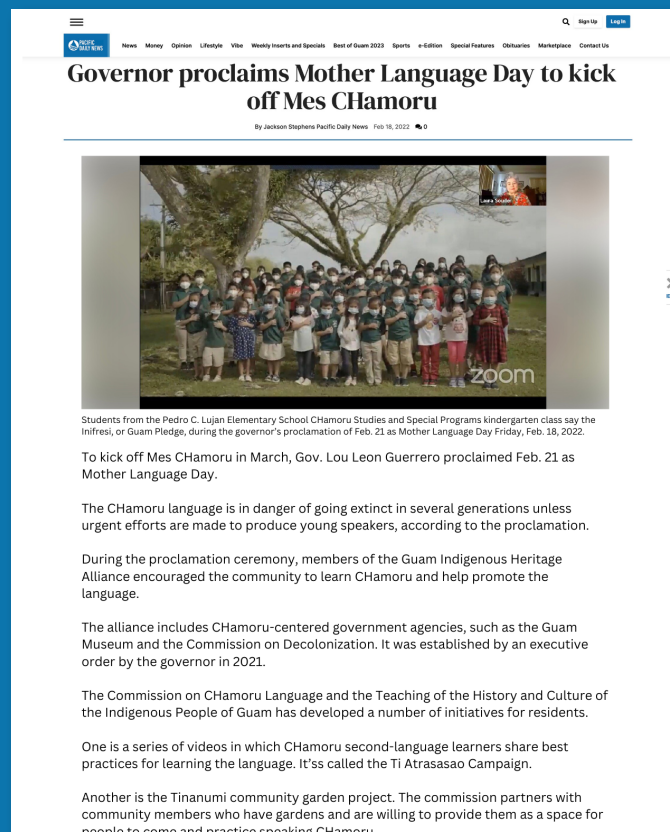 Sign Up
Log In
PACIFIC
DAILY NEWS
News Money Opinion Lifestyle Vibe Weekly Inserts and Specials Best of Guam 2023 Sports e-Edition Special Features Obituaries Marketplace Contact Us
Governor proclaims Mother Language Day to kick
off Mes CHamoru
By Jackson Stephens Pacific Daily News Feb 18, 2022 0
Laura Souder
zoom
Students from the Pedro C. Lujan Elementary School CHamoru Studies and Special Programs kindergarten class say the
Inifresi, or Guam Pledge, during the governor's proclamation of Feb. 21 as Mother Language Day Friday, Feb. 18, 2022.
To kick off Mes CHamoru in March, Gov. Lou Leon Guerrero proclaimed Feb. 21 as
Mother Language Day.
The CHamoru language is in danger of going extinct in several generations unless
urgent efforts are made to produce young speakers, according to the proclamation.
During the proclamation ceremony, members of the Guam Indigenous Heritage
Alliance encouraged the community to learn CHamoru and help promote the
language.
The alliance includes CHamoru-centered government agencies, such as the Guam
Museum and the Commission on Decolonization. It was established by an executive
order by the governor in 2021.
The Commission on CHamoru Language and the Teaching of the History and Culture of
the Indigenous People of Guam has developed a number of initiatives for residents.
One is a series of videos in which CHamoru second-language learners share best
practices for learning the language. It'ss called the Ti Atrasasao Campaign.
Another is the Tinanumi community garden project. The commission partners with
community members who have gardens and are willing to provide them as a space for
people to come and practice speaking CHamoru.